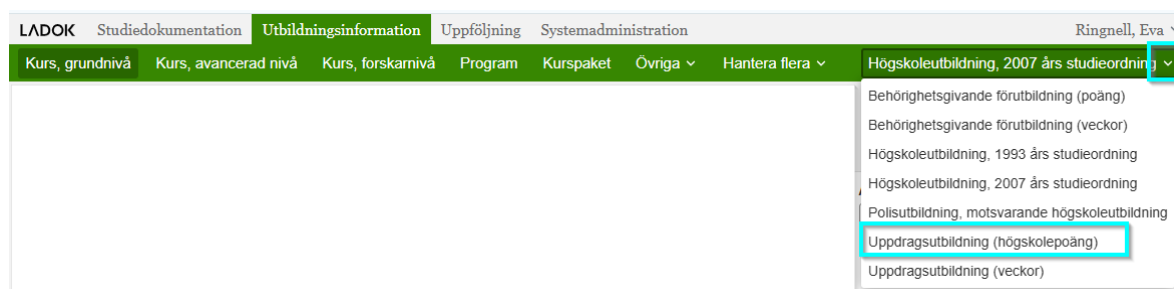 LADOK Studiedokumentation Utbildningsinformation Uppföljning Systemadministration Ringnell, Eva
Kurs, grundnivå Kurs, avancerad nivå Kurs, forskarnivå Program Kurspaket Övriga Hantera flera Högskoleutbildning, 2007 års studieordning
Behörighetsgivande förutbildning (poäng)
Behörighetsgivande förutbildning (veckor)
Högskoleutbildning, 1993 års studieordning
Högskoleutbildning, 2007 års studieordning
Polisutbildning, motsvarande högskoleutbildning
Uppdragsutbildning (högskolepoäng)
Uppdragsutbildning (veckor)